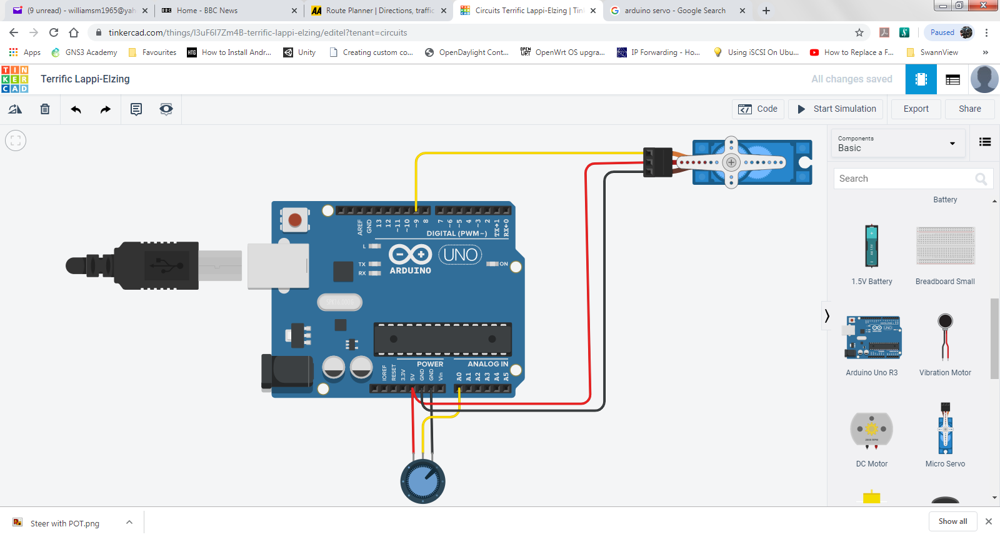 (9 unread) - williamsm1965@yah
BBC Home - BBC News
AA Route Planner | Directions, traffic
Circuits Terrific Lappi-Elzing | Tin
arduino servo - Google Search
tinkercad.com/things/l3uF6I7Zm4B-terrific-lappi-elzing/editel?tenant=circuits
Paused
Apps
GNS3 Academy
Favourites
HTG How to Install Andr...
Unity
Creating custom co...
OpenDaylight Cont...
OPEN WRT OpenWrt OS upgra...
IP Forwarding - Ho...
Using iSCSI On Ubu...
How to Replace a F...
SwannView
»
TIN
KER
CAD
Terrific Lappi-Elzing
All changes saved
Code
Start Simulation
Export
Share
Components
Basic
Search
Battery
1.5V Battery
Breadboard Small
Arduino Uno R3
Vibration Motor
DC Motor
Micro Servo
AREF
GND
13
12
~11
~10
~9
8
7
~6
~5
4
~3
2
TX→1
RX←0
DIGITAL (PWM~)
L
TX
RX
UNO
ARDUINO
ON
POWER
ANALOG IN
IOREF
RESET
3.3V
5V
GND
GND
Vin
A0
A1
A2
A3
A4
A5
Steer with POT.png
Show all